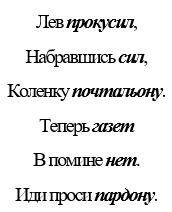 Лев прокусил,
Набравшись сил,
Коленку почтальону.
Теперь газет
В помине нет.
Иди проси пардону.